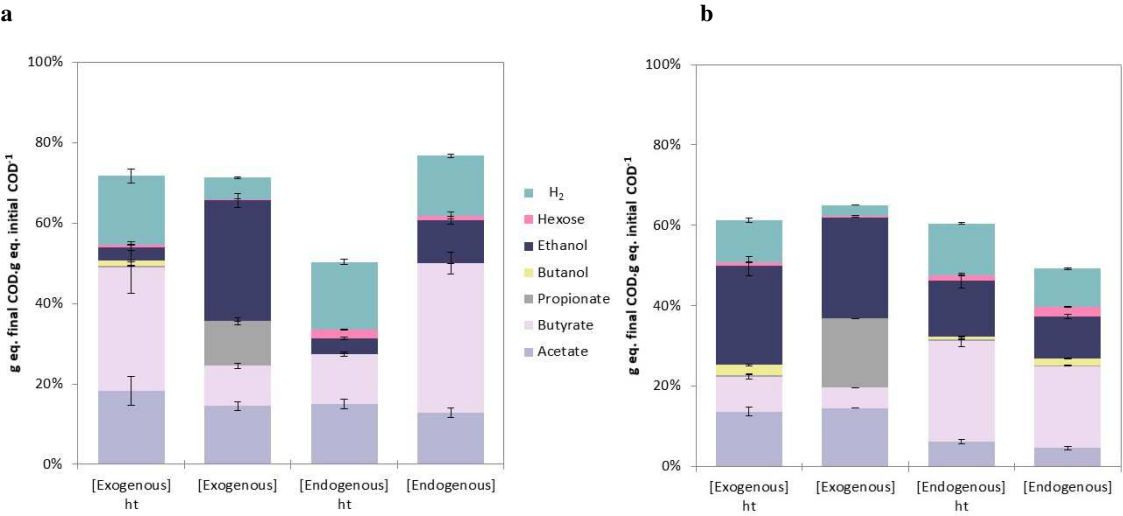 a
b
100%
80%
60%
40%
20%
0%
g eq. final COD.g eq. initial COD-1
[Exogenous]
ht
[Exogenous]
[Endogenous]
ht
[Endogenous]
H2
Hexose
Ethanol
Butanol
Propionate
Butyrate
Acetate
100%
80%
60%
40%
20%
0%
g eq. final COD.g eq. initial COD-1
[Exogenous]
ht
[Exogenous]
[Endogenous]
ht
[Endogenous]